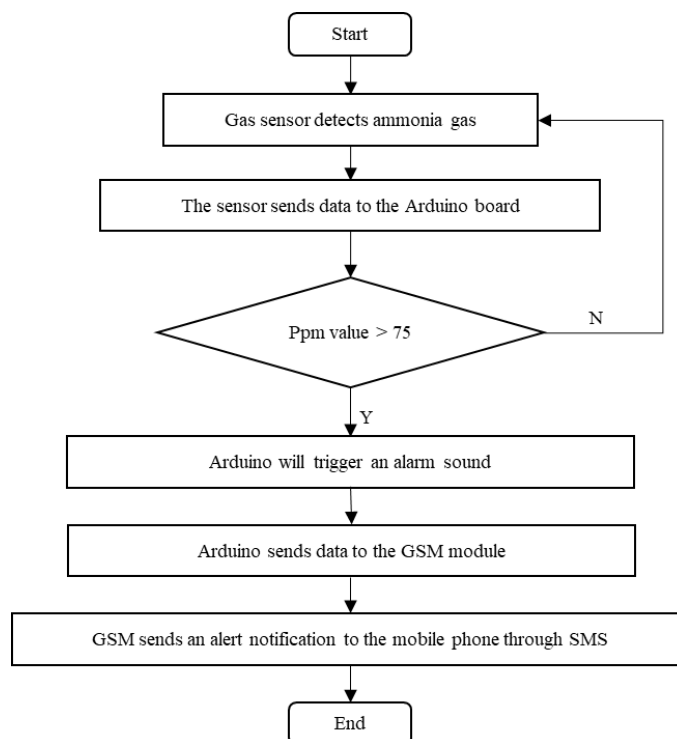 Start
Gas sensor detects ammonia gas
The sensor sends data to the Arduino board
Ppm value > 75
N
Y
Arduino will trigger an alarm sound
Arduino sends data to the GSM module
GSM sends an alert notification to the mobile phone through SMS
End